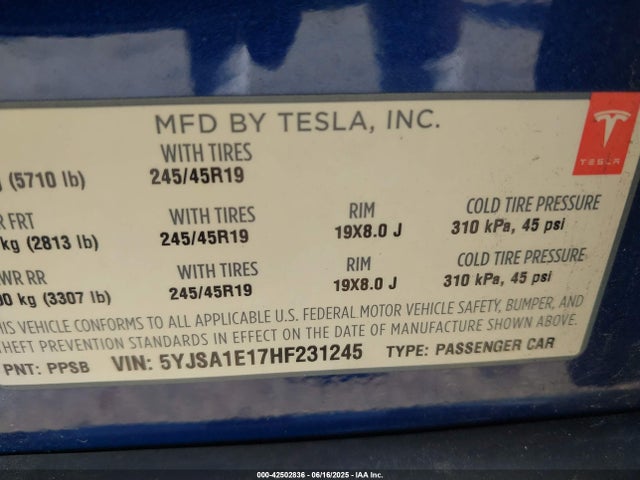 MFD BY TESLA, INC.
TESLA
WITH TIRES
(5710 lb) 245/45R19
R FRT WITH TIRES RIM COLD TIRE PRESSURE
kg (2813 lb) 245/45R19 19X8.0 J 310 kPa, 45 psi
WR RR WITH TIRES RIM COLD TIRE PRESSURE
00 kg (3307 lb) 245/45R19 19X8.0 J 310 kPa, 45 psi
HIS VEHICLE CONFORMS TO ALL APPLICABLE U.S. FEDERAL MOTOR VEHICLE SAFETY, BUMPER, AND
THEFT PREVENTION STANDARDS IN EFFECT ON THE DATE OF MANUFACTURE SHOWN ABOVE.
PNT: PPSB VIN: 5YJSA1E17HF231245 TYPE: PASSENGER CAR
000-42502836 - 06/16/2025 - IAA Inc.